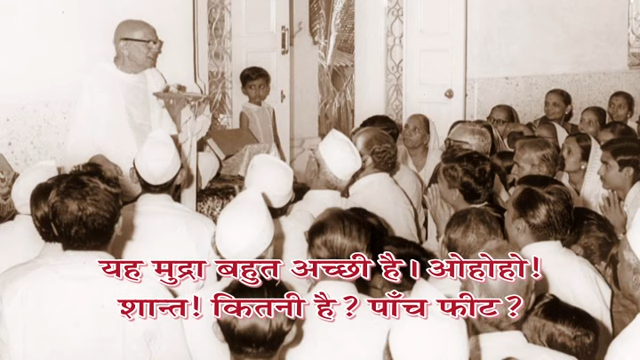 यह मुद्रा बहुत अच्छी है। ओहोहो!
शान्त! कितनी है? पाँच फीट?